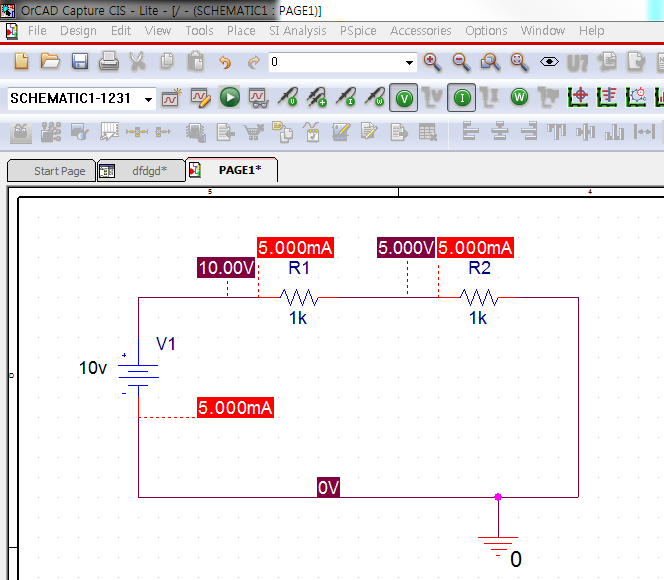 OrCAD Capture CIS - Lite - [/ - (SCHEMATIC1 : PAGE1)]
File Design Edit View Tools Place SI Analysis PSpice Accessories Options Window Help
0
U?
SCHEMATIC1-1231
V
I
W
Start Page
dfdgd*
PAGE1*
5
4
5.000mA
5.000V
5.000mA
10.00V
R1
R2
1k
1k
+
V1
10v
-
5.000mA
0V
0
D